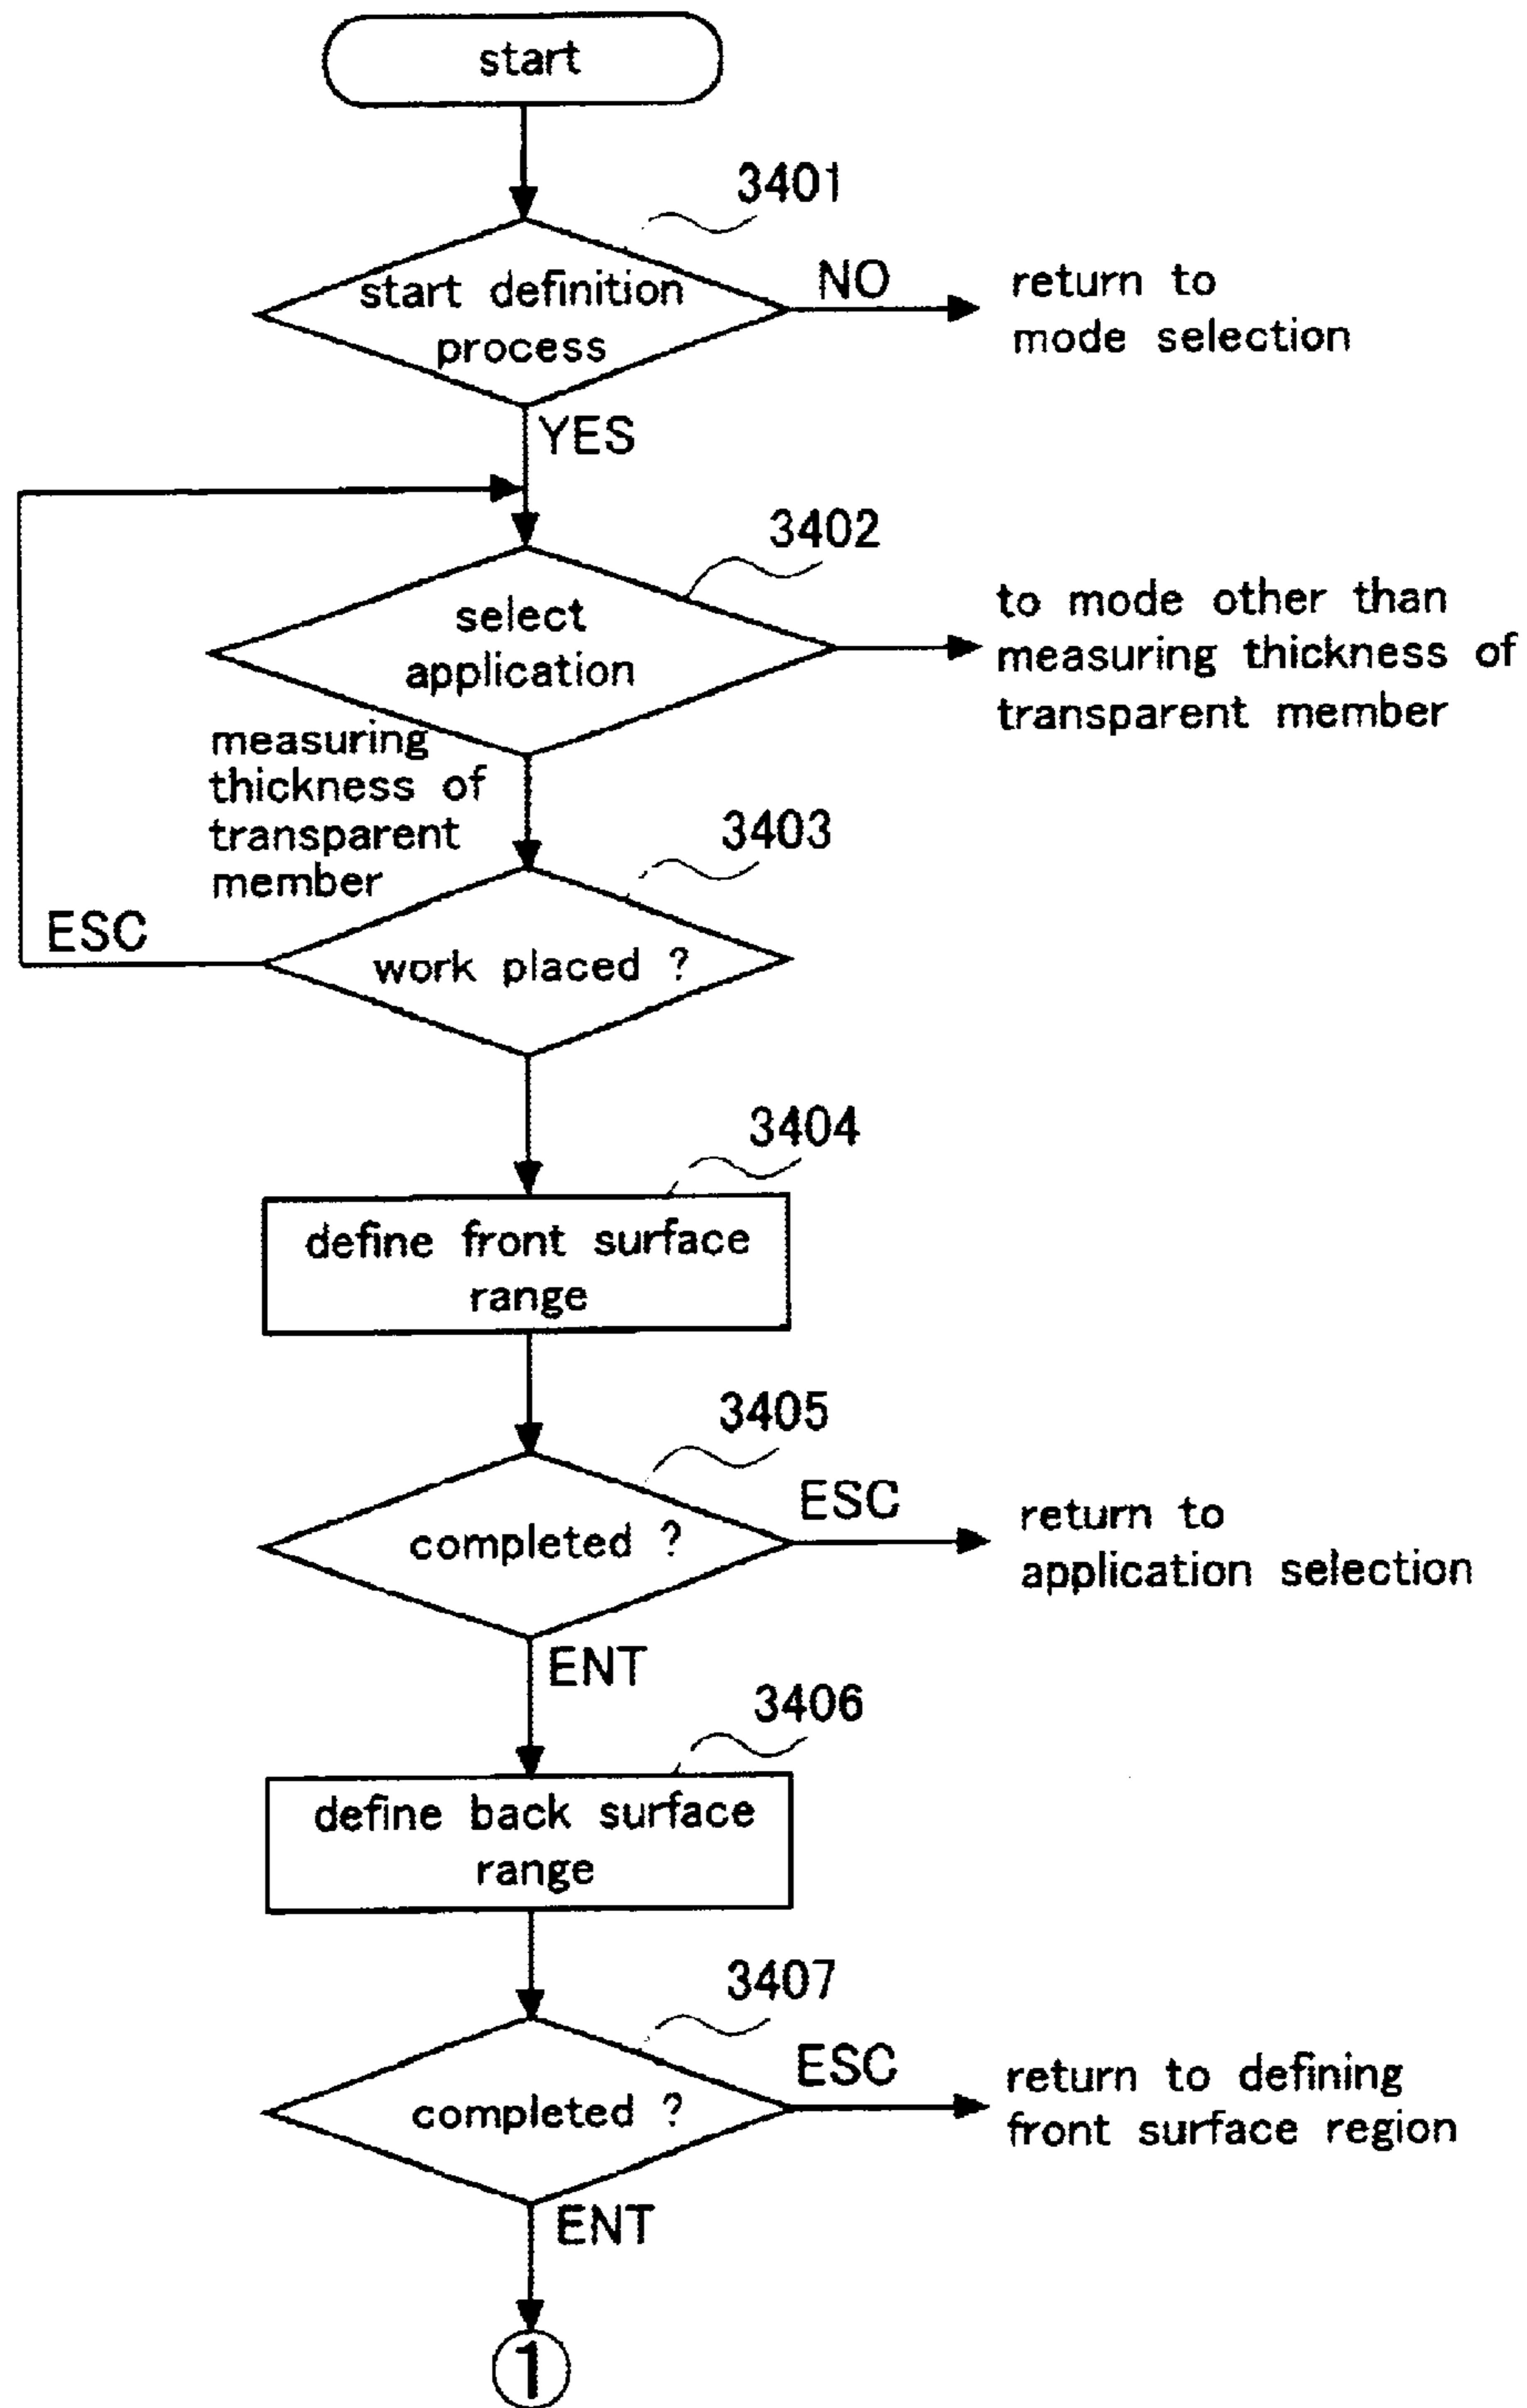 start
3401
start definition
process
NO
return to
mode selection
YES
3402
select
application
to mode other than
measuring thickness of
transparent member
measuring
thickness of
transparent
member
3403
ESC
work placed ?
3404
define front surface
range
3405
completed ?
ESC
return to
application selection
ENT
3406
define back surface
range
3407
completed ?
ESC
return to defining
front surface region
ENT
1